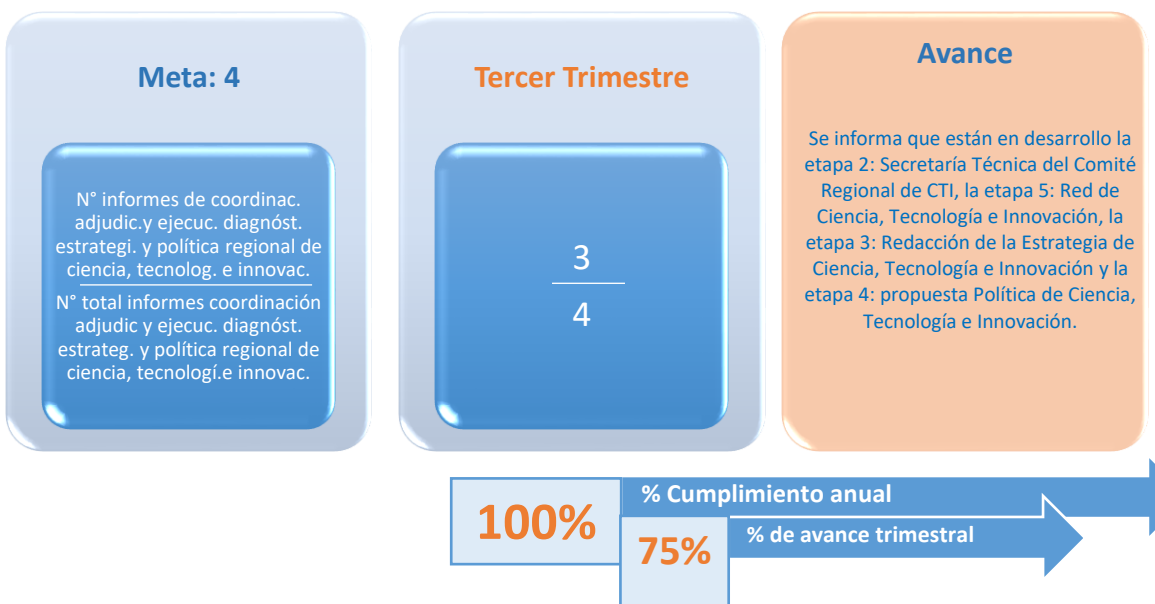 Meta: 4
N° informes de coordinac.
adjudic.y ejecuc. diagnóst.
estrategi. y política regional de
ciencia, tecnolog. e innovac.
N° total informes coordinación
adjudic y ejecuc. diagnóst.
estrateg. y política regional de
ciencia, tecnologí.e innovac.
Tercer Trimestre
3
4
Avance
Se informa que están en desarrollo la
etapa 2: Secretaría Técnica del Comité
Regional de CTI, la etapa 5: Red de
Ciencia, Tecnología e Innovación, la
etapa 3: Redacción de la Estrategia de
Ciencia, Tecnología e Innovación y la
etapa 4: propuesta Política de Ciencia,
Tecnología e Innovación.
100%
% Cumplimiento anual
75%
% de avance trimestral